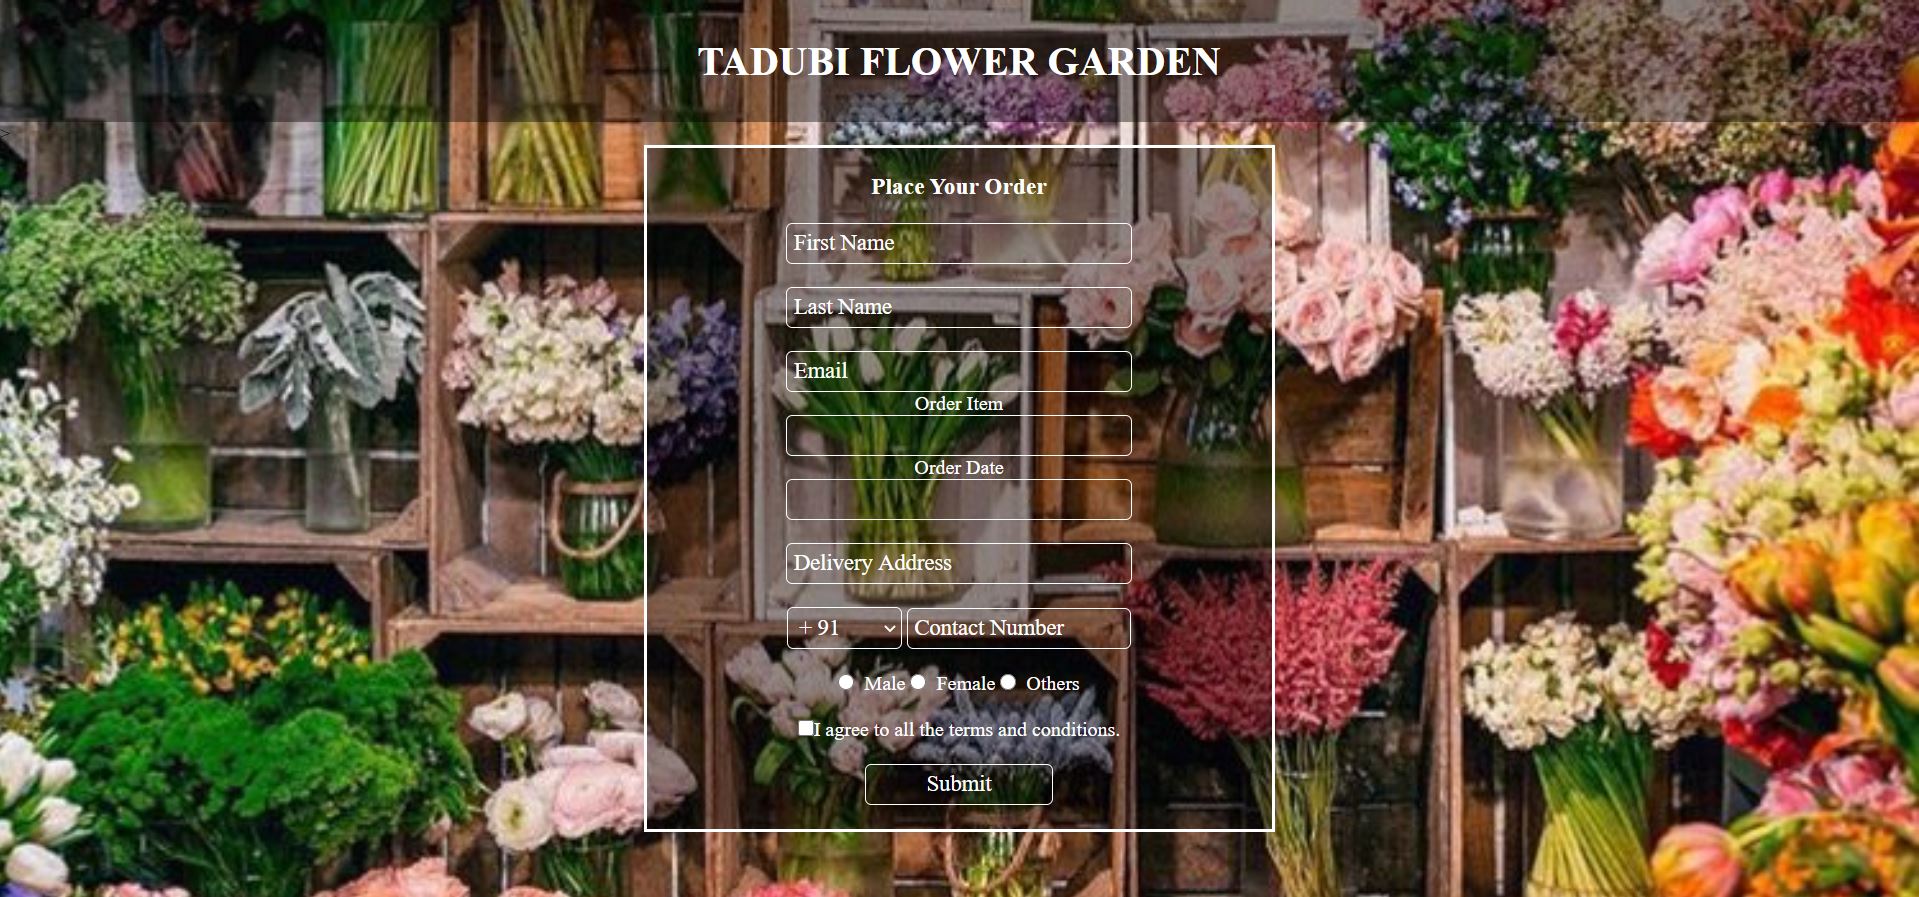 TADUBI FLOWER GARDEN
>
Place Your Order
First Name
Last Name
Email
Order Item
Order Date
Delivery Address
+ 91 Contact Number
Male Female Others
I agree to all the terms and conditions.
Submit